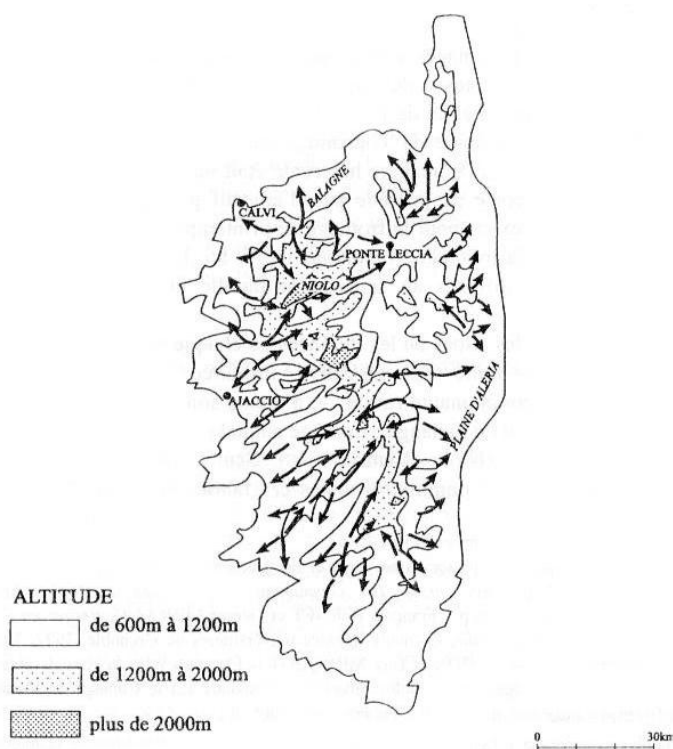 BALAGNE
CALVI
PONTE LECCIA
NIOLO
AJACCIO
PLAINE D'ALERIA
ALTITUDE
de 600m à 1200m
de 1200m à 2000m
plus de 2000m
0 30km